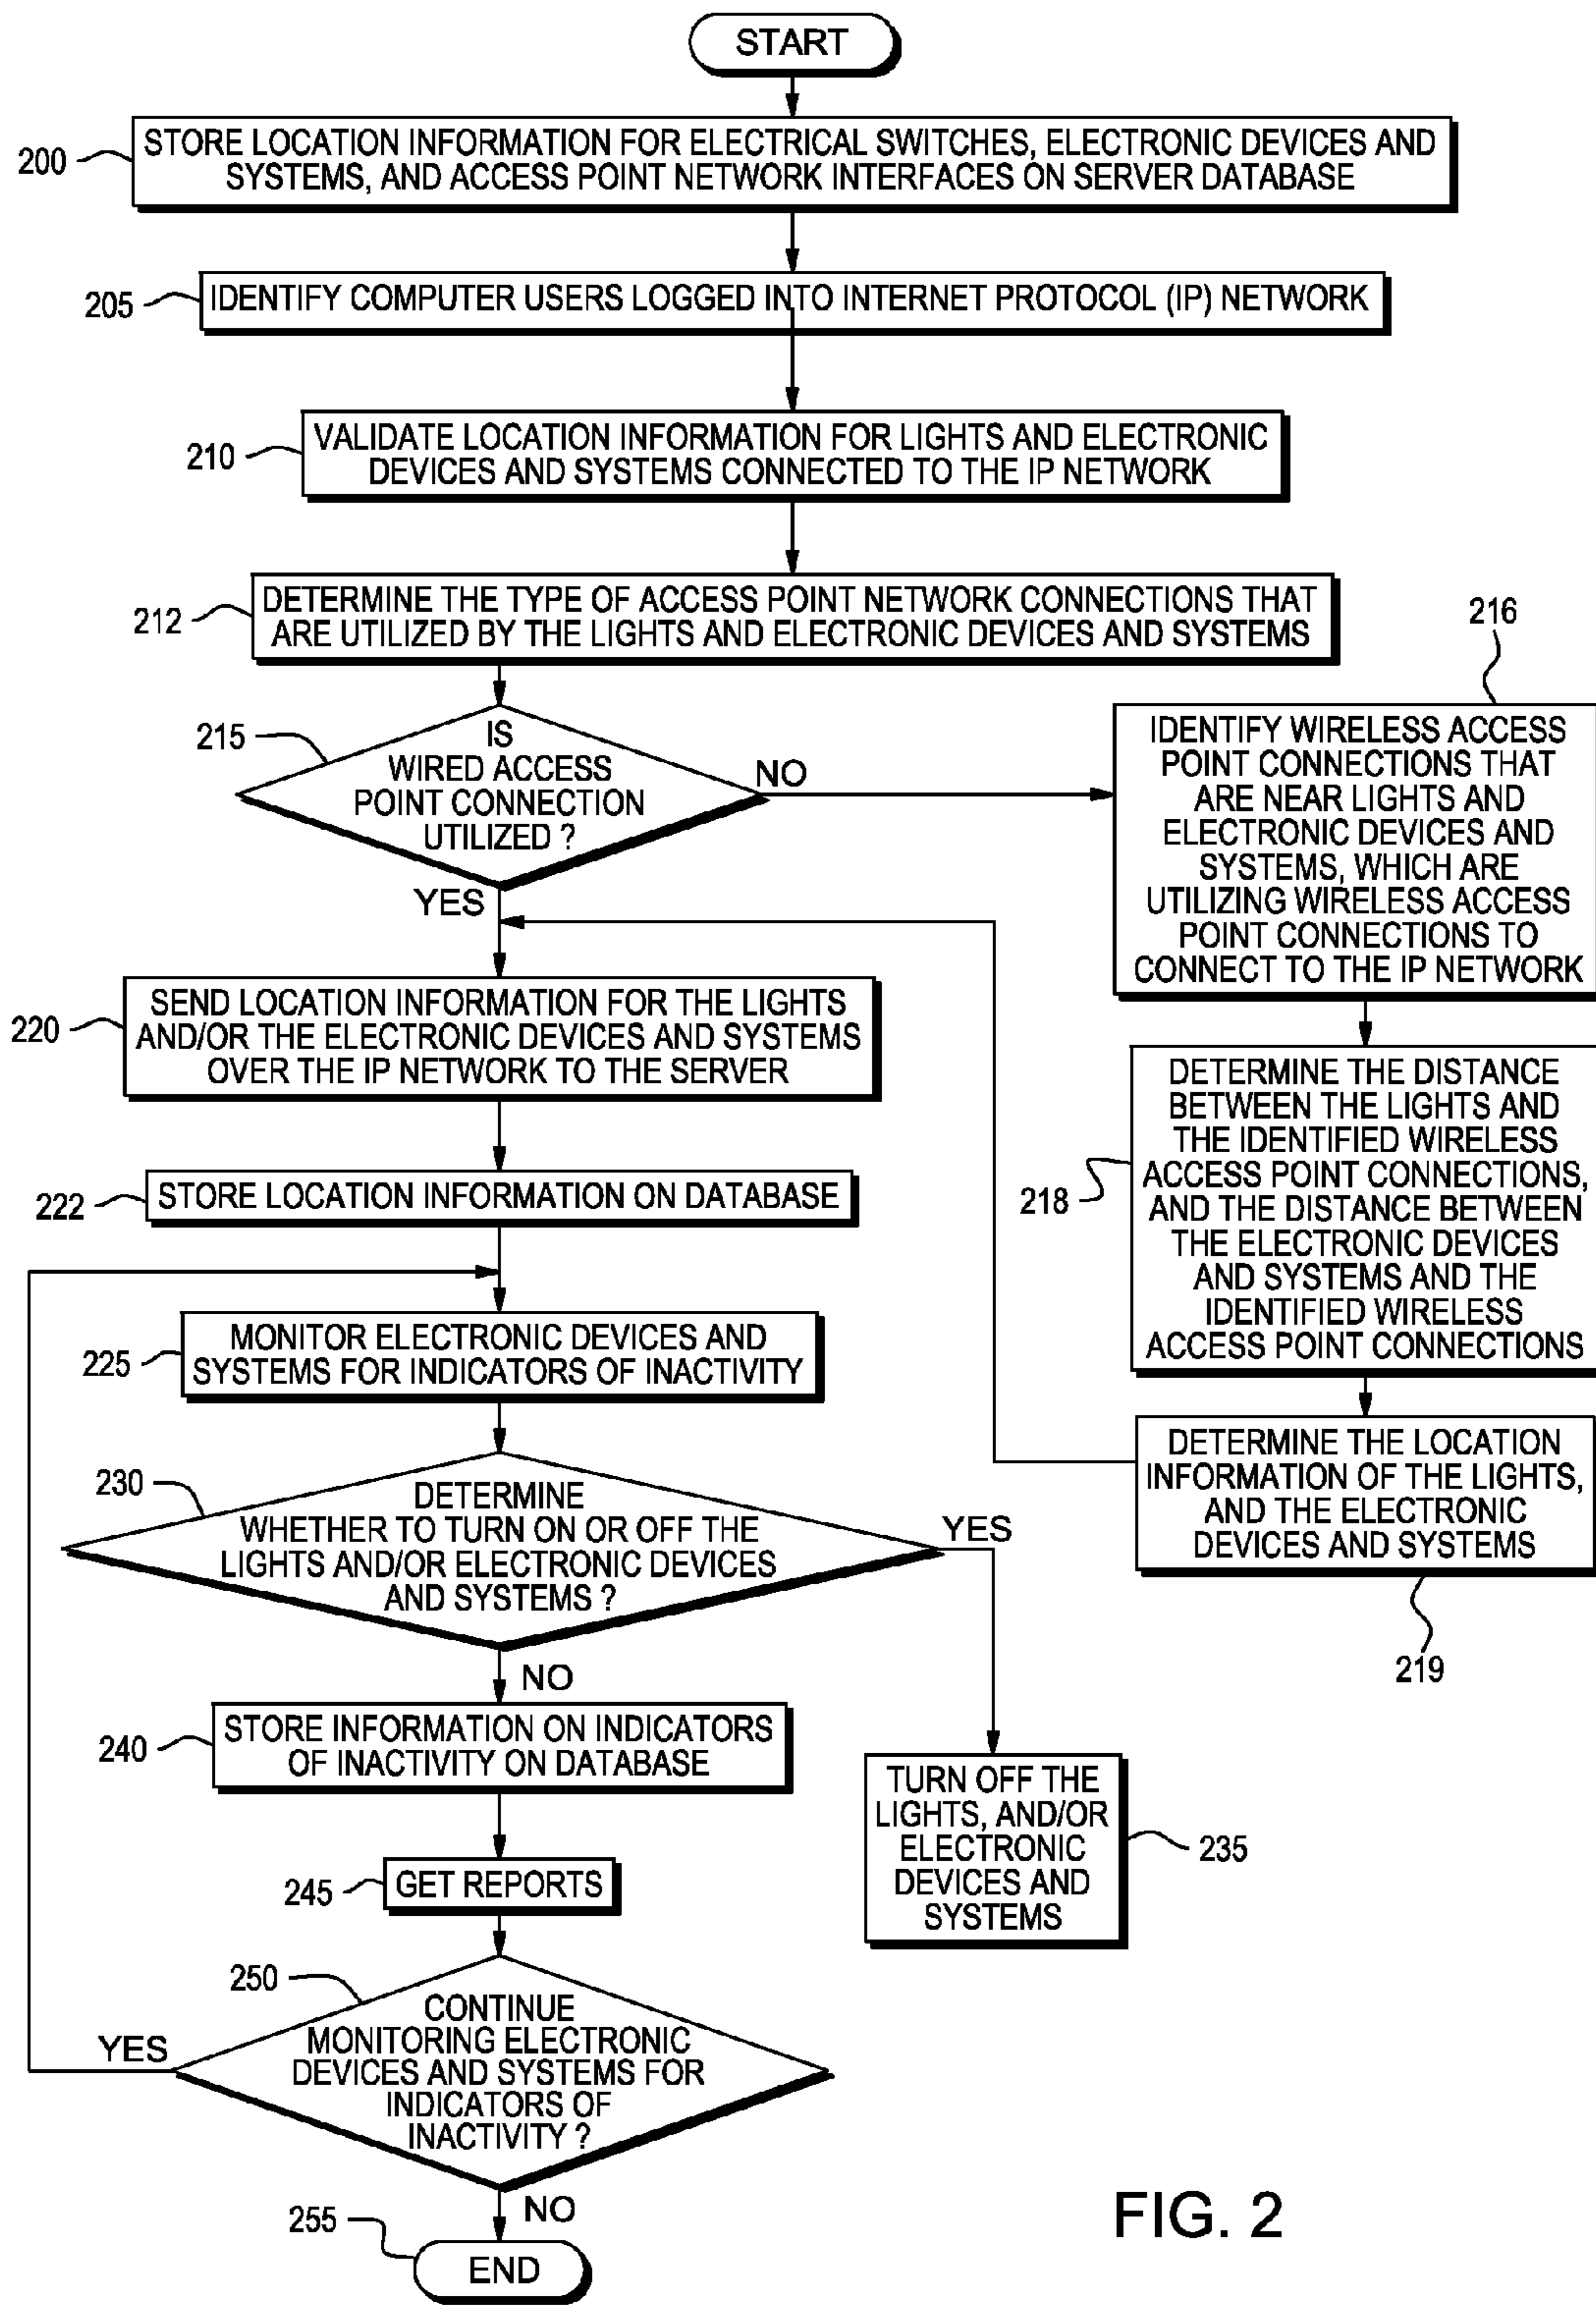 START
200
STORE LOCATION INFORMATION FOR ELECTRICAL SWITCHES, ELECTRONIC DEVICES AND
SYSTEMS, AND ACCESS POINT NETWORK INTERFACES ON SERVER DATABASE
205
IDENTIFY COMPUTER USERS LOGGED INTO INTERNET PROTOCOL (IP) NETWORK
210
VALIDATE LOCATION INFORMATION FOR LIGHTS AND ELECTRONIC
DEVICES AND SYSTEMS CONNECTED TO THE IP NETWORK
212
DETERMINE THE TYPE OF ACCESS POINT NETWORK CONNECTIONS THAT
ARE UTILIZED BY THE LIGHTS AND ELECTRONIC DEVICES AND SYSTEMS
215
IS
WIRED ACCESS
POINT CONNECTION
UTILIZED ?
NO
YES
216
IDENTIFY WIRELESS ACCESS
POINT CONNECTIONS THAT
ARE NEAR LIGHTS AND
ELECTRONIC DEVICES AND
SYSTEMS, WHICH ARE
UTILIZING WIRELESS ACCESS
POINT CONNECTIONS TO
CONNECT TO THE IP NETWORK
218
DETERMINE THE DISTANCE
BETWEEN THE LIGHTS AND
THE IDENTIFIED WIRELESS
ACCESS POINT CONNECTIONS,
AND THE DISTANCE BETWEEN
THE ELECTRONIC DEVICES
AND SYSTEMS AND THE
IDENTIFIED WIRELESS
ACCESS POINT CONNECTIONS
DETERMINE THE LOCATION
INFORMATION OF THE LIGHTS,
AND THE ELECTRONIC
DEVICES AND SYSTEMS
219
220
SEND LOCATION INFORMATION FOR THE LIGHTS
AND/OR THE ELECTRONIC DEVICES AND SYSTEMS
OVER THE IP NETWORK TO THE SERVER
222
STORE LOCATION INFORMATION ON DATABASE
225
MONITOR ELECTRONIC DEVICES AND
SYSTEMS FOR INDICATORS OF INACTIVITY
230
DETERMINE
WHETHER TO TURN ON OR OFF THE
LIGHTS AND/OR ELECTRONIC DEVICES
AND SYSTEMS ?
YES
NO
TURN OFF THE
LIGHTS, AND/OR
ELECTRONIC
DEVICES AND
SYSTEMS
235
240
STORE INFORMATION ON INDICATORS
OF INACTIVITY ON DATABASE
245
GET REPORTS
250
CONTINUE
MONITORING ELECTRONIC
DEVICES AND SYSTEMS FOR
INDICATORS OF
INACTIVITY ?
YES
NO
255
END
FIG. 2